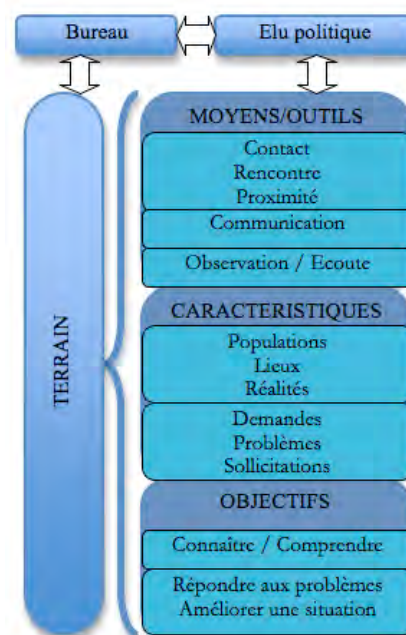 Bureau
Elu politique
TERRAIN
MOYENS/OUTILS
Contact
Rencontre
Proximité
Communication
Observation / Ecoute
CARACTERISTIQUES
Populations
Lieux
Réalités
Demandes
Problèmes
Sollicitations
OBJECTIFS
Connaître / Comprendre
Répondre aux problèmes
Améliorer une situation